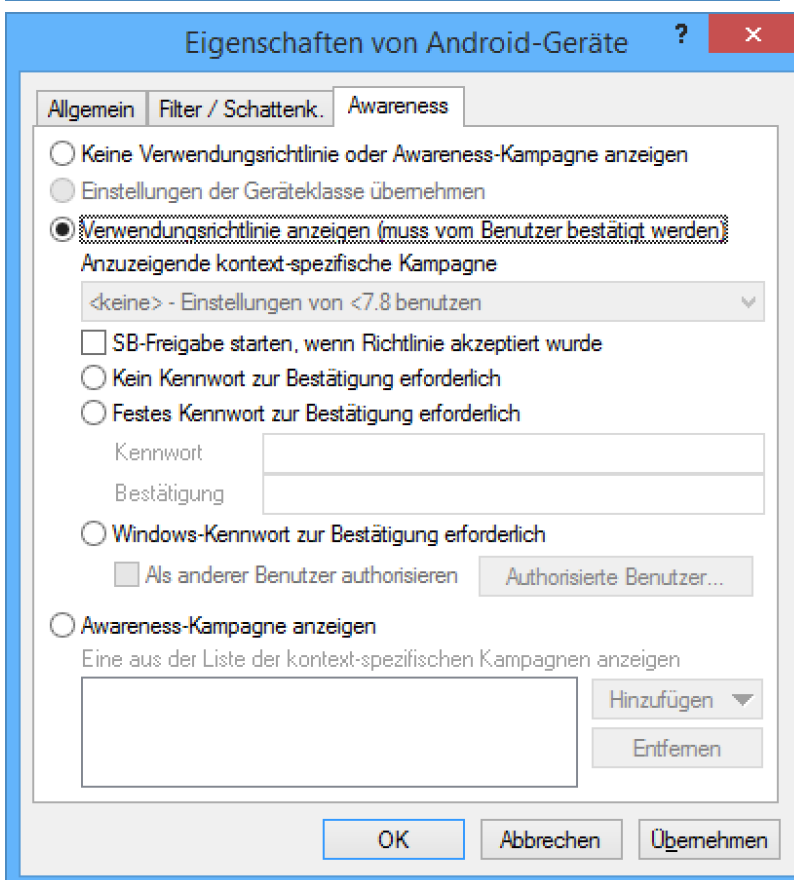 Eigenschaften von Android-Geräte ? ×
Allgemein Filter / Schattenk. Awareness
Keine Verwendungsrichtlinie oder Awareness-Kampagne anzeigen
Einstellungen der Geräteklasse übernehmen
Verwendungsrichtlinie anzeigen (muss vom Benutzer bestätigt werden)
Anzuzeigende kontext-spezifische Kampagne
<keine> - Einstellungen von <7.8 benutzen
SB-Freigabe starten, wenn Richtlinie akzeptiert wurde
Kein Kennwort zur Bestätigung erforderlich
Festes Kennwort zur Bestätigung erforderlich
Kennwort
Bestätigung
Windows-Kennwort zur Bestätigung erforderlich
Als anderer Benutzer authorisieren Authorisierte Benutzer...
Awareness-Kampagne anzeigen
Eine aus der Liste der kontext-spezifischen Kampagnen anzeigen
Hinzufügen
Entfernen
OK Abbrechen Übernehmen